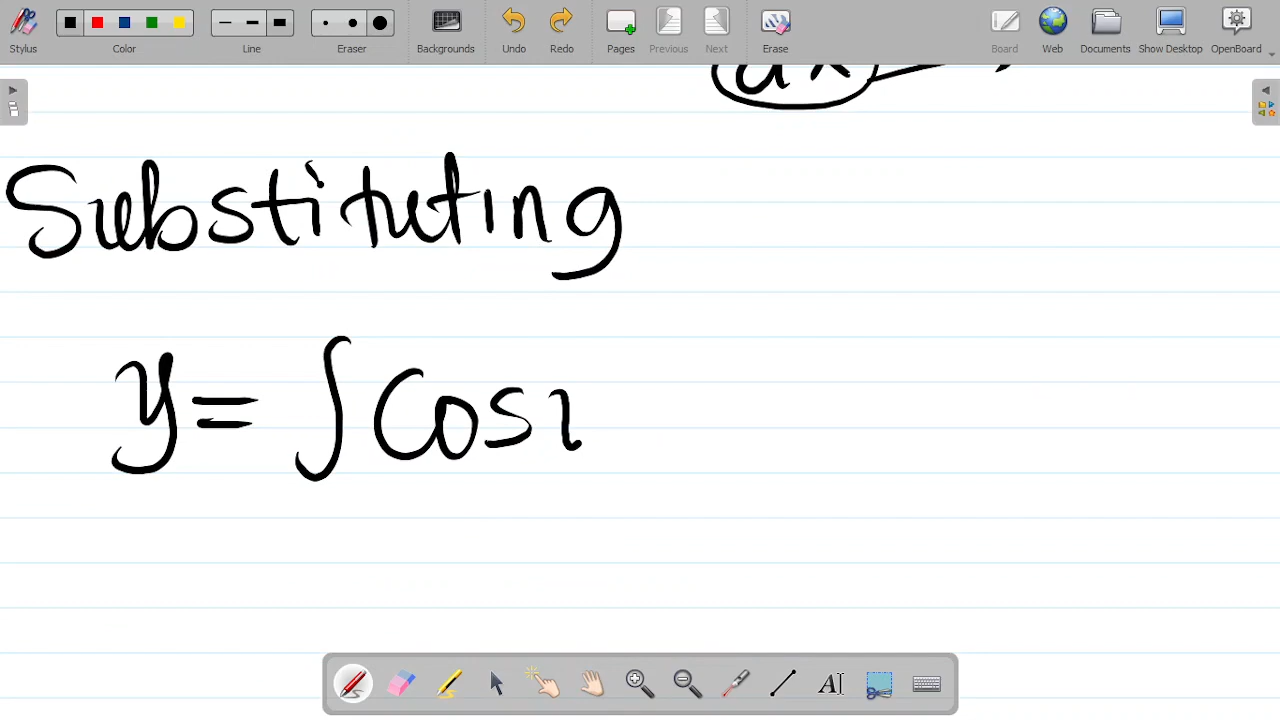 Stylus Color Line Eraser Backgrounds Undo Redo Pages Previous Next Erase Board Web Documents Show Desktop OpenBoard
dx
Substituting
y= ∫ Cos